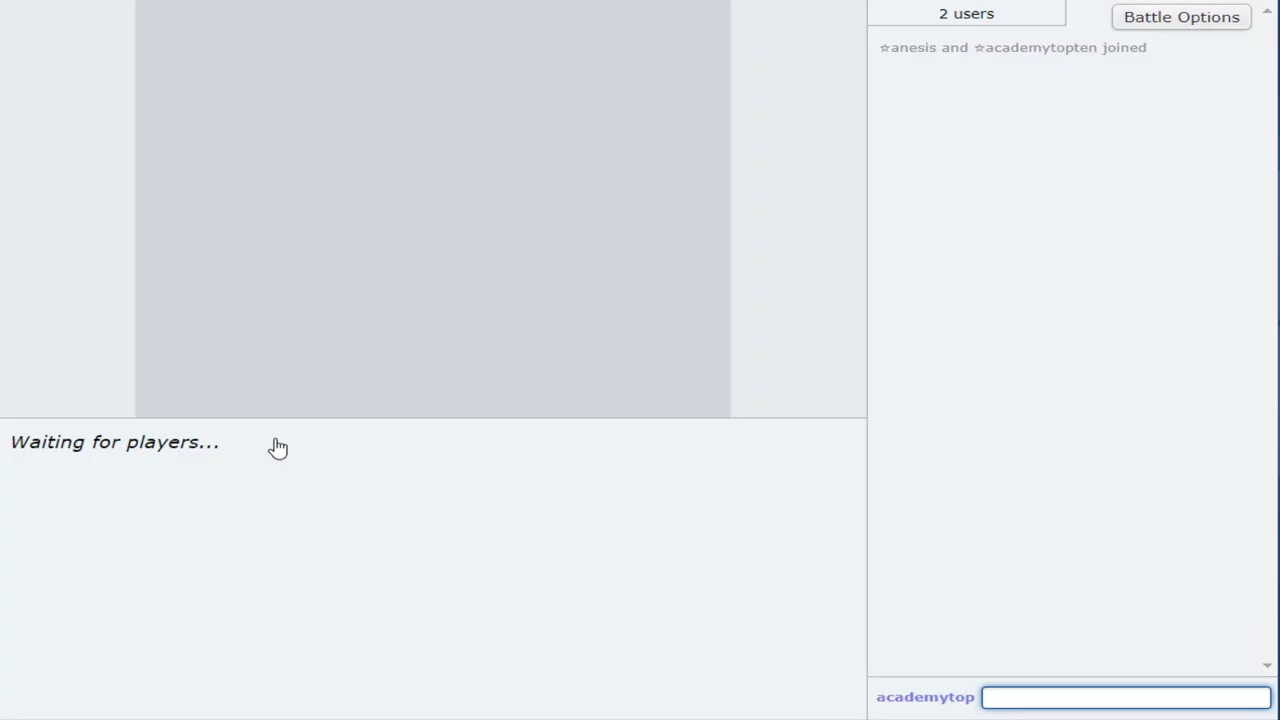 2 users
Battle Options
☆anesis and ☆academytopten joined
Waiting for players...
academytop